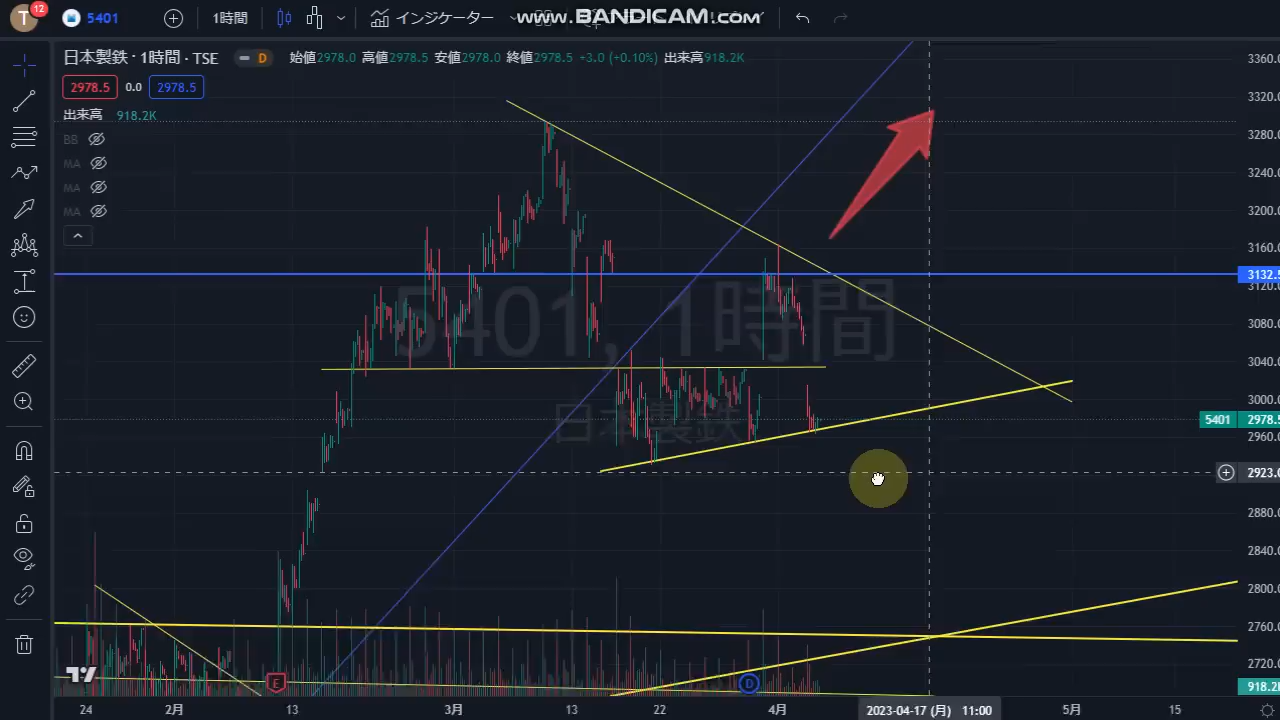 T 12 5401 1時間 インジケーター
www.BANDICAM.com
日本製鉄・1時間・TSE D 始値2978.0 高値2978.5 安値2978.0 終値2978.5 +3.0 (+0.10%) 出来高918.2K
2978.5 0.0 2978.5
出来高 918.2K
BB
MA
MA
MA
5401, 1時間
日本製鉄
3360.0
3320.0
3280.0
3240.0
3200.0
3160.0
3132.5
3120.0
3080.0
3040.0
3000.0
5401 2978.5
2960.0
2923.0
2880.0
2840.0
2800.0
2760.0
2720.0
918.2K
E D
24 2月 13 3月 13 22 4月 2023-04-17 (月) 11:00 5月 15